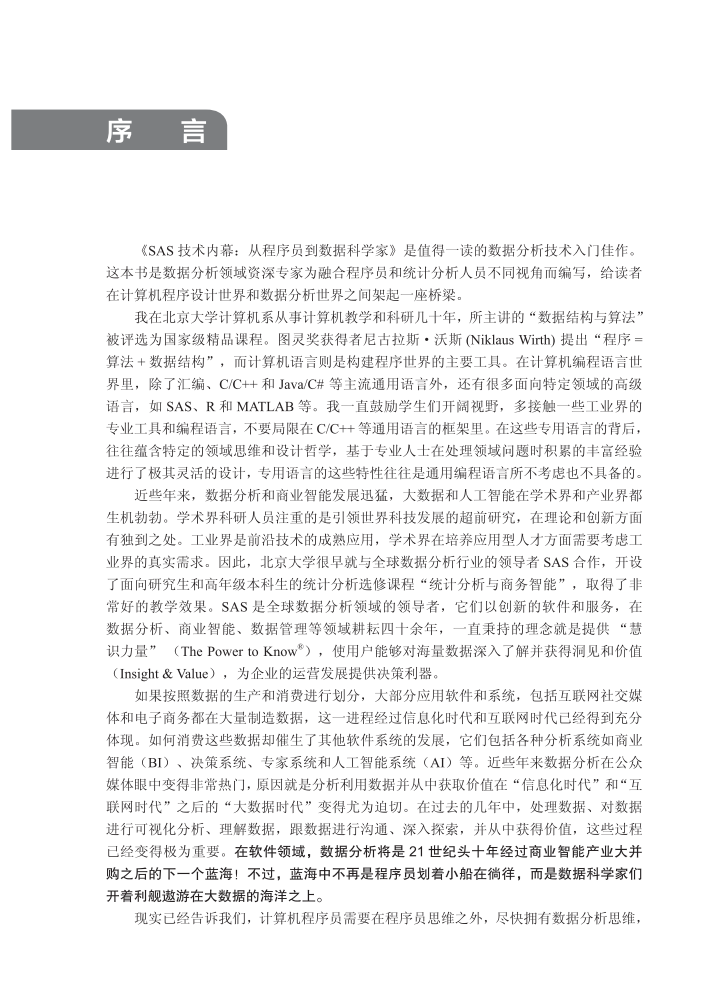 序 言
《SAS 技术内幕：从程序员到数据科学家》是值得一读的数据分析技术入门佳作。
这本书是数据分析领域资深专家为融合程序员和统计分析人员不同视角而编写，给读者
在计算机程序设计世界和数据分析世界之间架起一座桥梁。
我在北京大学计算机系从事计算机教学和科研几十年，所主讲的“数据结构与算法”
被评选为国家级精品课程。图灵奖获得者尼古拉斯·沃斯 (Niklaus Wirth) 提出“程序 =
算法 + 数据结构”，而计算机语言则是构建程序世界的主要工具。在计算机编程语言世
界里，除了汇编、C/C++ 和 Java/C# 等主流通用语言外，还有很多面向特定领域的高级
语言，如 SAS、R 和 MATLAB 等。我一直鼓励学生们开阔视野，多接触一些工业界的
专业工具和编程语言，不要局限在 C/C++ 等通用语言的框架里。在这些专用语言的背后，
往往蕴含特定的领域思维和设计哲学，基于专业人士在处理领域问题时积累的丰富经验
进行了极其灵活的设计，专用语言的这些特性往往是通用编程语言所不考虑也不具备的。
近些年来，数据分析和商业智能发展迅猛，大数据和人工智能在学术界和产业界都
生机勃勃。学术界科研人员注重的是引领世界科技发展的超前研究，在理论和创新方面
有独到之处。工业界是前沿技术的成熟应用，学术界在培养应用型人才方面需要考虑工
业界的真实需求。因此，北京大学很早就与全球数据分析行业的领导者 SAS 合作，开设
了面向研究生和高年级本科生的统计分析选修课程“统计分析与商务智能”，取得了非
常好的教学效果。SAS 是全球数据分析领域的领导者，它们以创新的软件和服务，在
数据分析、商业智能、数据管理等领域耕耘四十余年，一直秉持的理念就是提供 “慧
识力量” （The Power to Know®），使用户能够对海量数据深入了解并获得洞见和价值
（Insight & Value），为企业的运营发展提供决策利器。
如果按照数据的生产和消费进行划分，大部分应用软件和系统，包括互联网社交媒
体和电子商务都在大量制造数据，这一进程经过信息化时代和互联网时代已经得到充分
体现。如何消费这些数据却催生了其他软件系统的发展，它们包括各种分析系统如商业
智能（BI）、决策系统、专家系统和人工智能系统（AI）等。近些年来数据分析在公众
媒体眼中变得非常热门，原因就是分析利用数据并从中获取价值在“信息化时代”和“互
联网时代”之后的“大数据时代”变得尤为迫切。在过去的几年中，处理数据、对数据
进行可视化分析、理解数据，跟数据进行沟通、深入探索，并从中获得价值，这些过程
已经变得极为重要。在软件领域，数据分析将是 21 世纪头十年经过商业智能产业大并
购之后的下一个蓝海！不过，蓝海中不再是程序员划着小船在徜徉，而是数据科学家们
开着利舰遨游在大数据的海洋之上。
现实已经告诉我们，计算机程序员需要在程序员思维之外，尽快拥有数据分析思维，